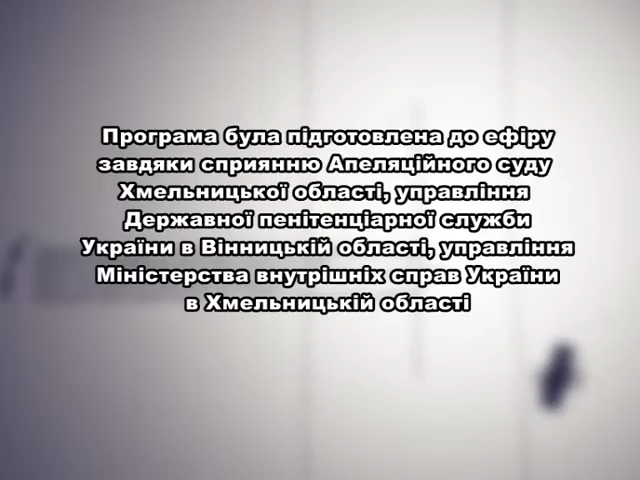 Програма була підготовлена до ефіру
завдяки сприянню Апеляційного суду
Хмельницької області, управління
Державної пенітенціарної служби
України в Вінницькій області, управління
Міністерства внутрішніх справ України
в Хмельницькій області